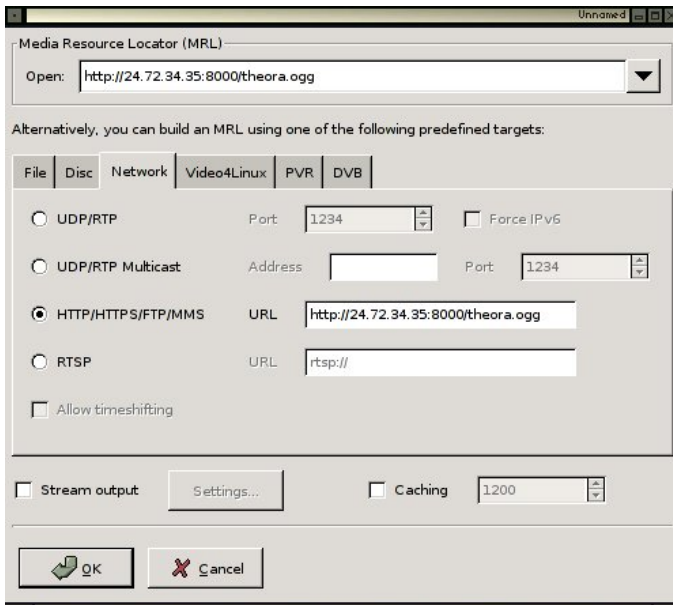 Unnamed
Media Resource Locator (MRL)
Open: http://24.72.34.35:8000/theora.ogg
Alternatively, you can build an MRL using one of the following predefined targets:
File Disc Network Video4Linux PVR DVB
UDP/RTP Port 1234 Force IPv6
UDP/RTP Multicast Address Port 1234
HTTP/HTTPS/FTP/MMS URL http://24.72.34.35:8000/theora.ogg
RTSP URL rtsp://
Allow timeshifting
Stream output Settings... Caching 1200
OK Cancel